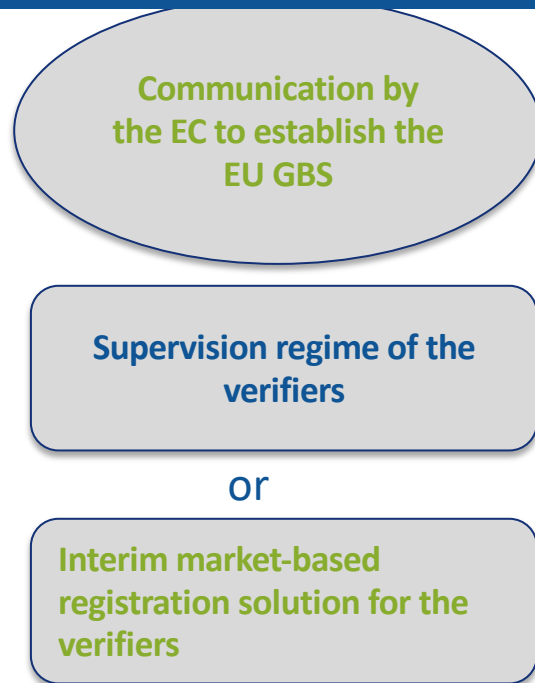 Communication by
the EC to establish the
EU GBS
Supervision regime of the
verifiers
or
Interim market-based
registration solution for the
verifiers